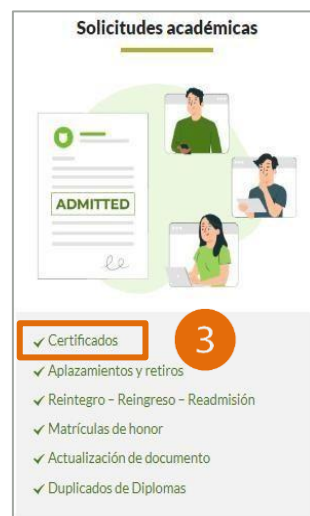 Solicitudes académicas
ADMITTED
✓ Certificados
3
✓ Aplazamientos y retiros
✓ Reintegro – Reingreso – Readmisión
✓ Matrículas de honor
✓ Actualización de documento
✓ Duplicados de Diplomas